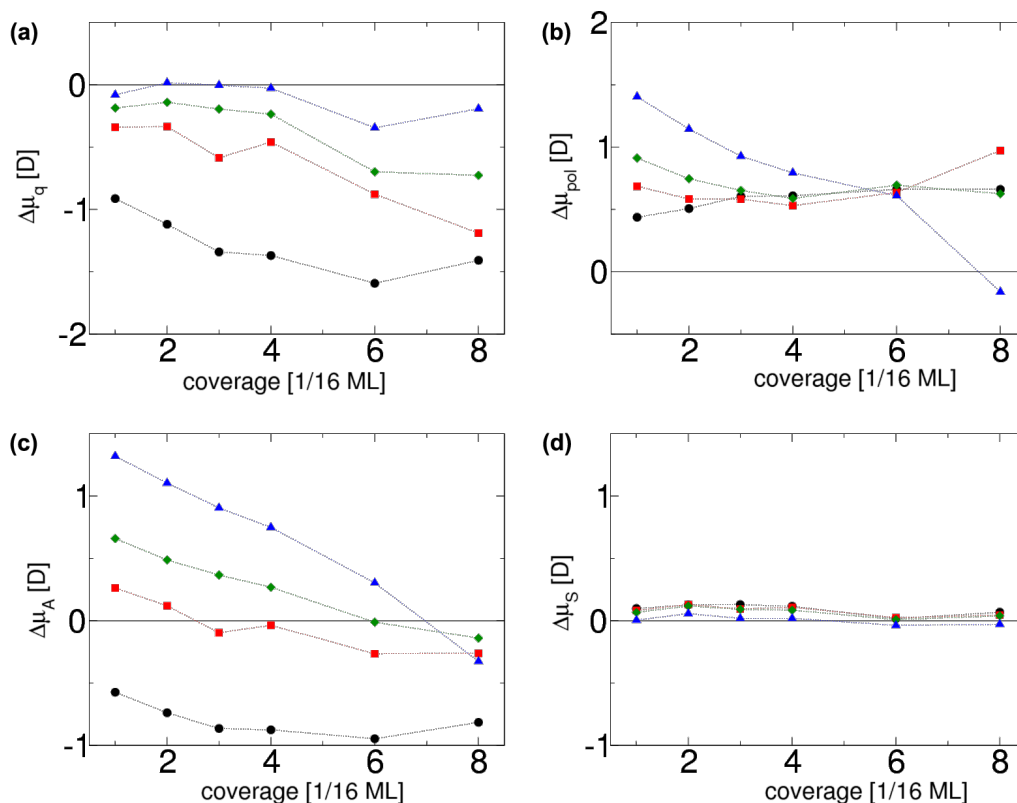 (a)
0
-1
-2
Δμq [D]
2 4 6 8
coverage [1/16 ML]
(b)
2
1
0
Δμpol [D]
2 4 6 8
coverage [1/16 ML]
(c)
1
0
-1
ΔμA [D]
2 4 6 8
coverage [1/16 ML]
(d)
1
0
-1
ΔμS [D]
2 4 6 8
coverage [1/16 ML]